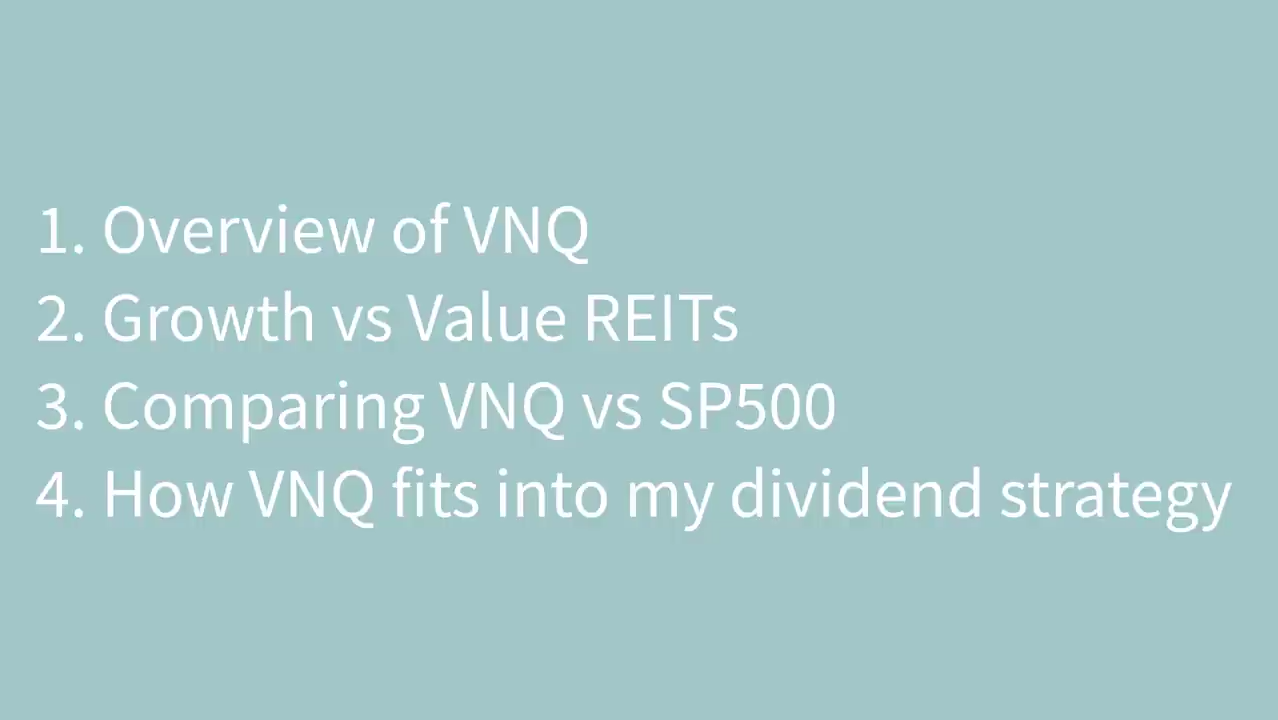 1. Overview of VNQ
2. Growth vs Value REITs
3. Comparing VNQ vs SP500
4. How VNQ fits into my dividend strategy